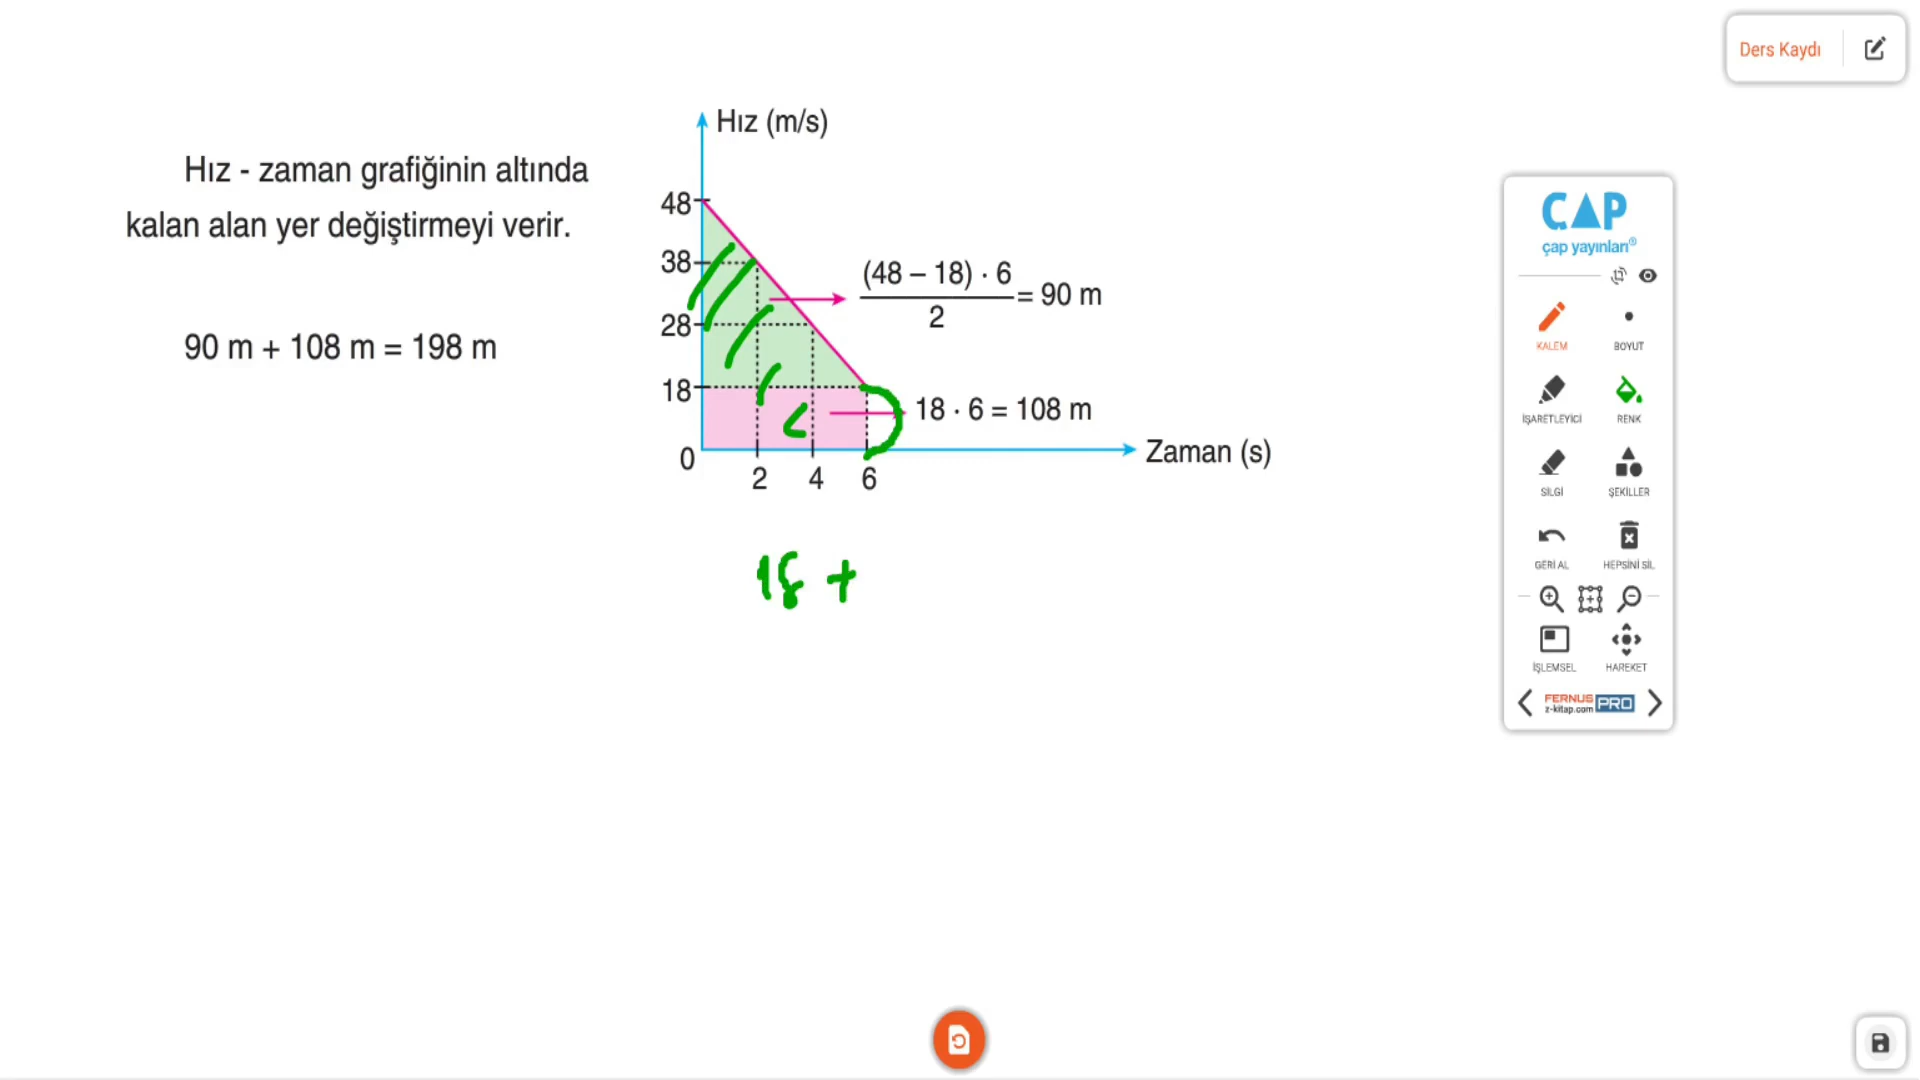 Ders Kaydı
Hız - zaman grafiğinin altında
kalan alan yer değiştirmeyi verir.
90 m + 108 m = 198 m
Hız (m/s)
48
38
28
18
0
2 4 6
Zaman (s)
(48 – 18) · 6
2
= 90 m
18 · 6 = 108 m
18 +
ÇAP
çap yayınları®
KALEM
BOYUT
İŞARETLEYİCİ
RENK
SİLGİ
ŞEKİLLER
GERİ AL
HEPSİNİ SİL
İŞLEMSEL
HAREKET
FERNUS
z-kitap.com
PRO